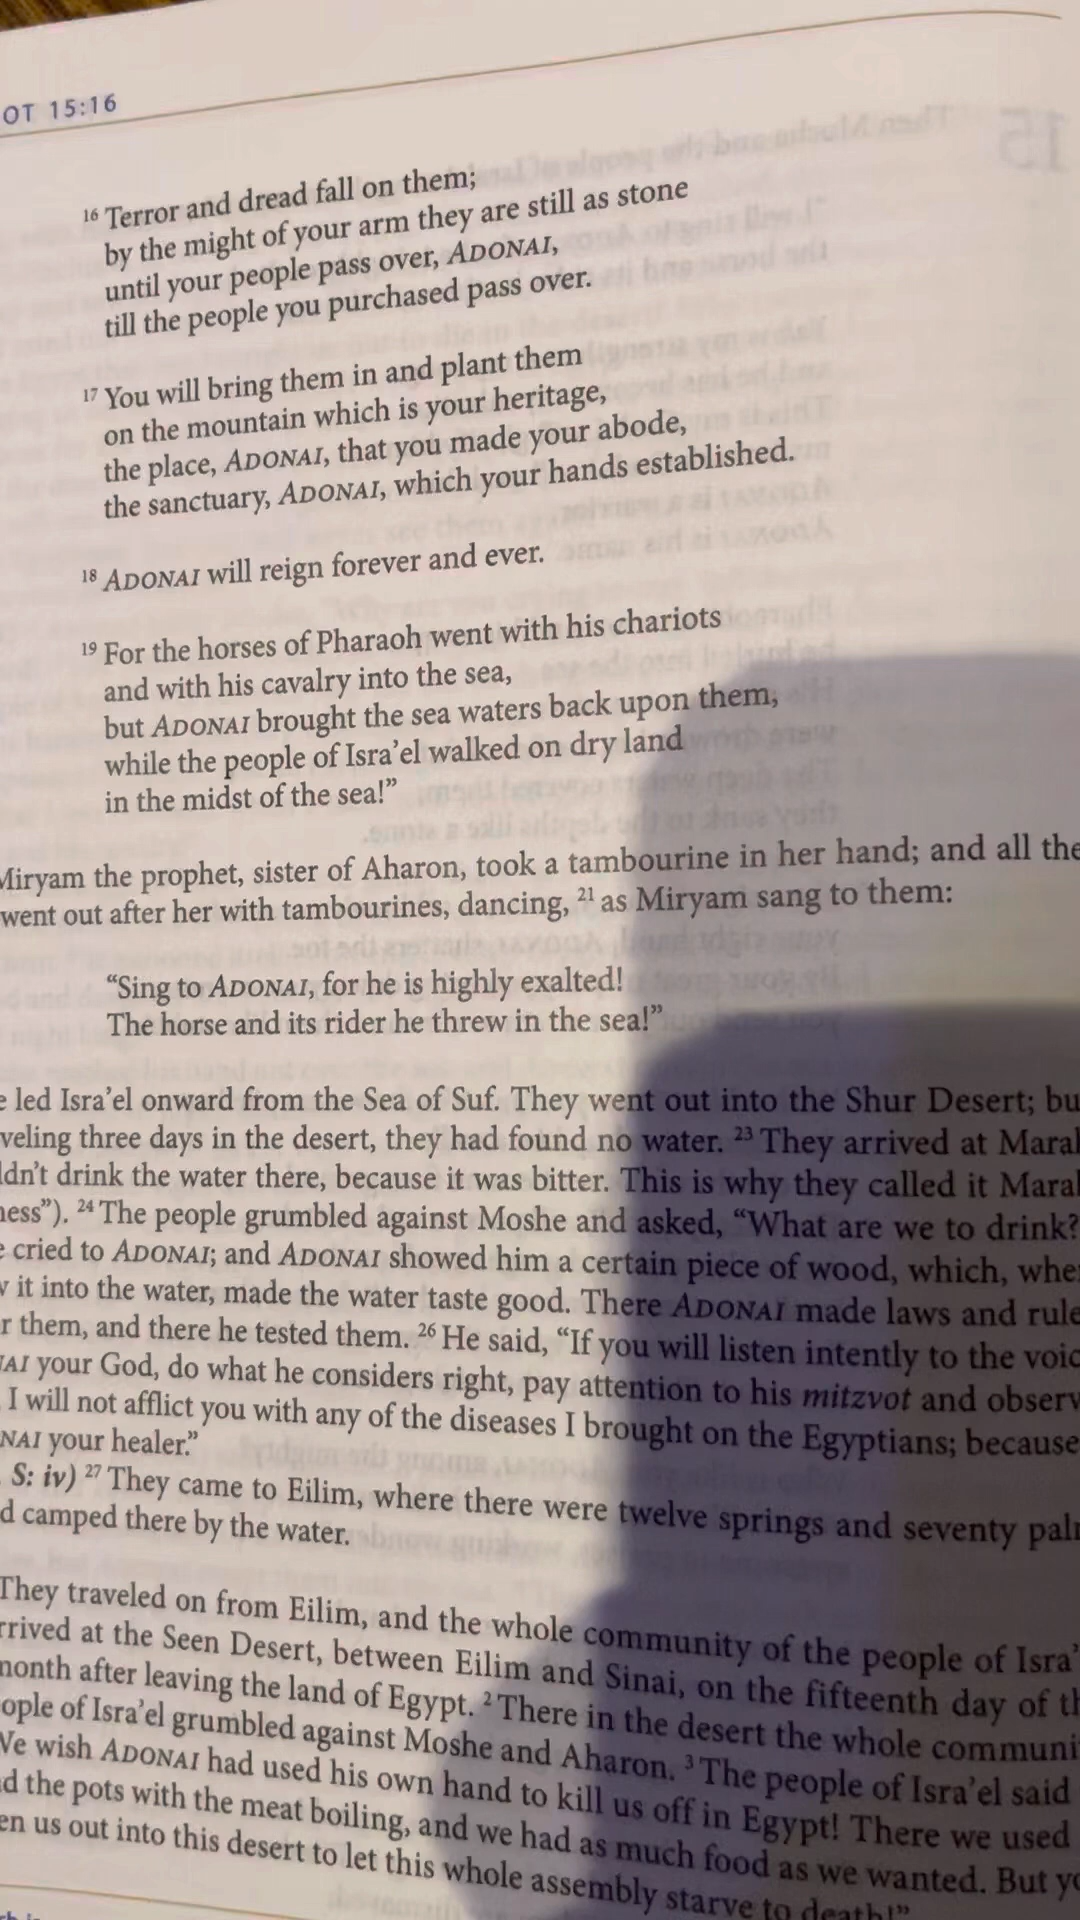 OT 15:16
16 Terror and dread fall on them;
by the might of your arm they are still as stone
until your people pass over, ADONAI,
till the people you purchased pass over.
17 You will bring them in and plant them
on the mountain which is your heritage,
the place, ADONAI, that you made your abode,
the sanctuary, ADONAI, which your hands established.
18 ADONAI will reign forever and ever.
19 For the horses of Pharaoh went with his chariots
and with his cavalry into the sea,
but ADONAI brought the sea waters back upon them,
while the people of Isra’el walked on dry land
in the midst of the sea!”
Miryam the prophet, sister of Aharon, took a tambourine in her hand; and all the
went out after her with tambourines, dancing, 21 as Miryam sang to them:
“Sing to ADONAI, for he is highly exalted!
The horse and its rider he threw in the sea!”
e led Isra’el onward from the Sea of Suf. They went out into the Shur Desert; bu
veling three days in the desert, they had found no water. 23 They arrived at Marah
ldn’t drink the water there, because it was bitter. This is why they called it Marah
ness”). 24 The people grumbled against Moshe and asked, “What are we to drink?
e cried to ADONAI; and ADONAI showed him a certain piece of wood, which, whe
w it into the water, made the water taste good. There ADONAI made laws and rule
r them, and there he tested them. 26 He said, “If you will listen intently to the voic
NAI your God, do what he considers right, pay attention to his mitzvot and observ
I will not afflict you with any of the diseases I brought on the Egyptians; because
NAI your healer.”
S: iv) 27 They came to Eilim, where there were twelve springs and seventy palm
d camped there by the water.
They traveled on from Eilim, and the whole community of the people of Isra’
rrived at the Seen Desert, between Eilim and Sinai, on the fifteenth day of th
month after leaving the land of Egypt. 2 There in the desert the whole communi
ople of Isra’el grumbled against Moshe and Aharon. 3 The people of Isra’el said
We wish ADONAI had used his own hand to kill us off in Egypt! There we used
d the pots with the meat boiling, and we had as much food as we wanted. But yo
en us out into this desert to let this whole assembly starve to death!”